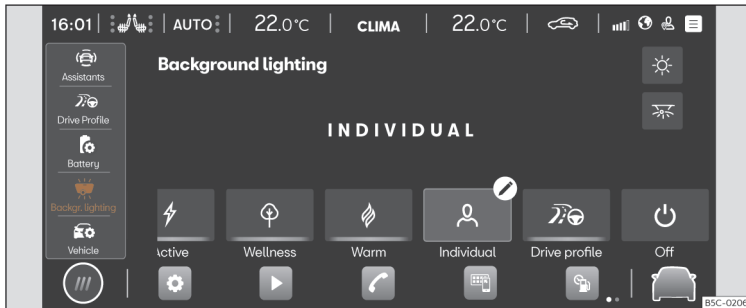 16:01 AUTO 22.0°C CLIMA 22.0°C
Assistants
Drive Profile
Battery
Backgr. lighting
Vehicle
Background lighting
INDIVIDUAL
Active Wellness Warm Individual Drive profile Off
B5C-0206